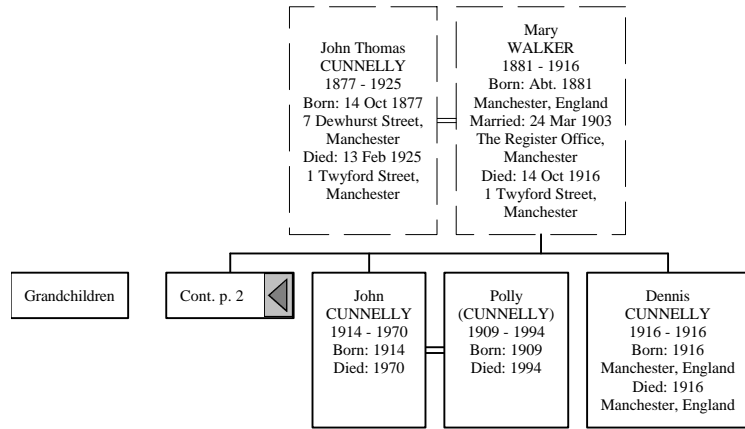 John Thomas
CUNNELLY
1877 - 1925
Born: 14 Oct 1877
7 Dewhurst Street,
Manchester
Died: 13 Feb 1925
1 Twyford Street,
Manchester
Mary
WALKER
1881 - 1916
Born: Abt. 1881
Manchester, England
Married: 24 Mar 1903
The Register Office,
Manchester
Died: 14 Oct 1916
1 Twyford Street,
Manchester
Grandchildren
Cont. p. 2
John
CUNNELLY
1914 - 1970
Born: 1914
Died: 1970
Polly
(CUNNELLY)
1909 - 1994
Born: 1909
Died: 1994
Dennis
CUNNELLY
1916 - 1916
Born: 1916
Manchester, England
Died: 1916
Manchester, England